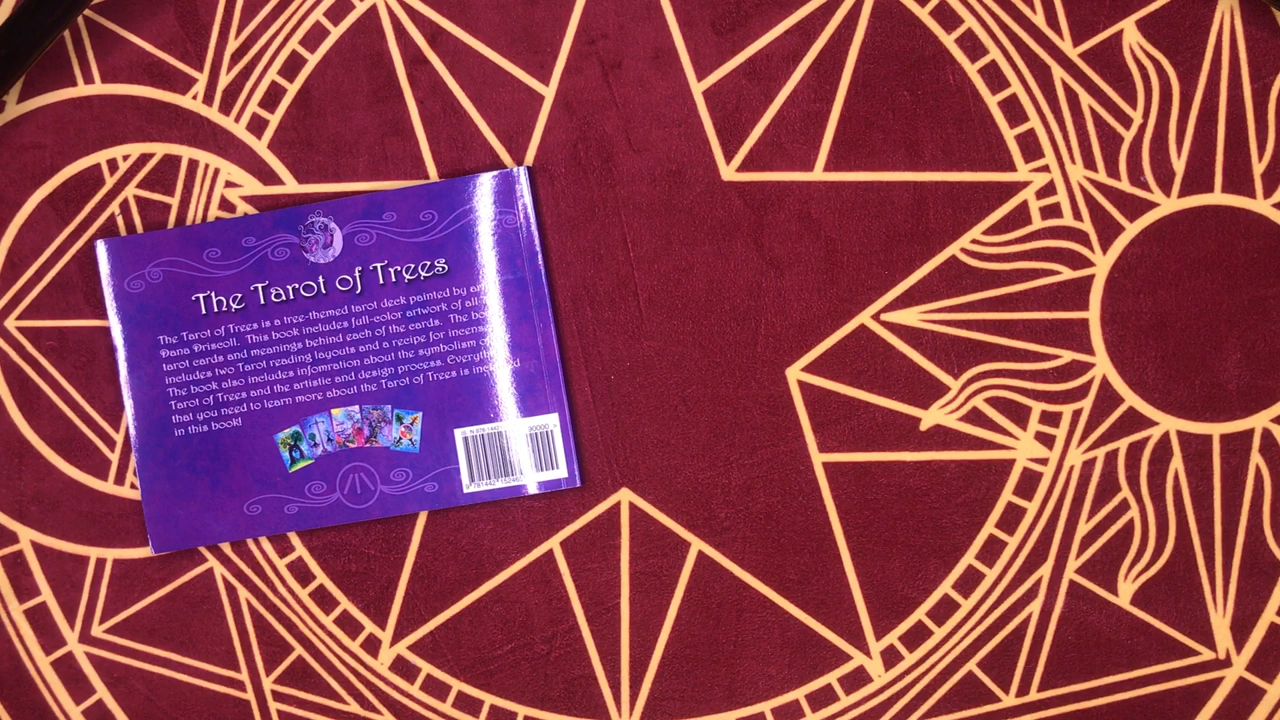 The Tarot of Trees
The Tarot of Trees is a tree-themed tarot deck painted by
Dana Driscoll. This book includes full-color artwork of all
tarot cards and meanings behind each of the cards. The
includes two Tarot reading layouts and a recipe for
The book also includes infomration about the symbolism
Tarot of Trees and the artistic and design process.
that you need to learn more about the Tarot of Trees is
in this book!
90000 >